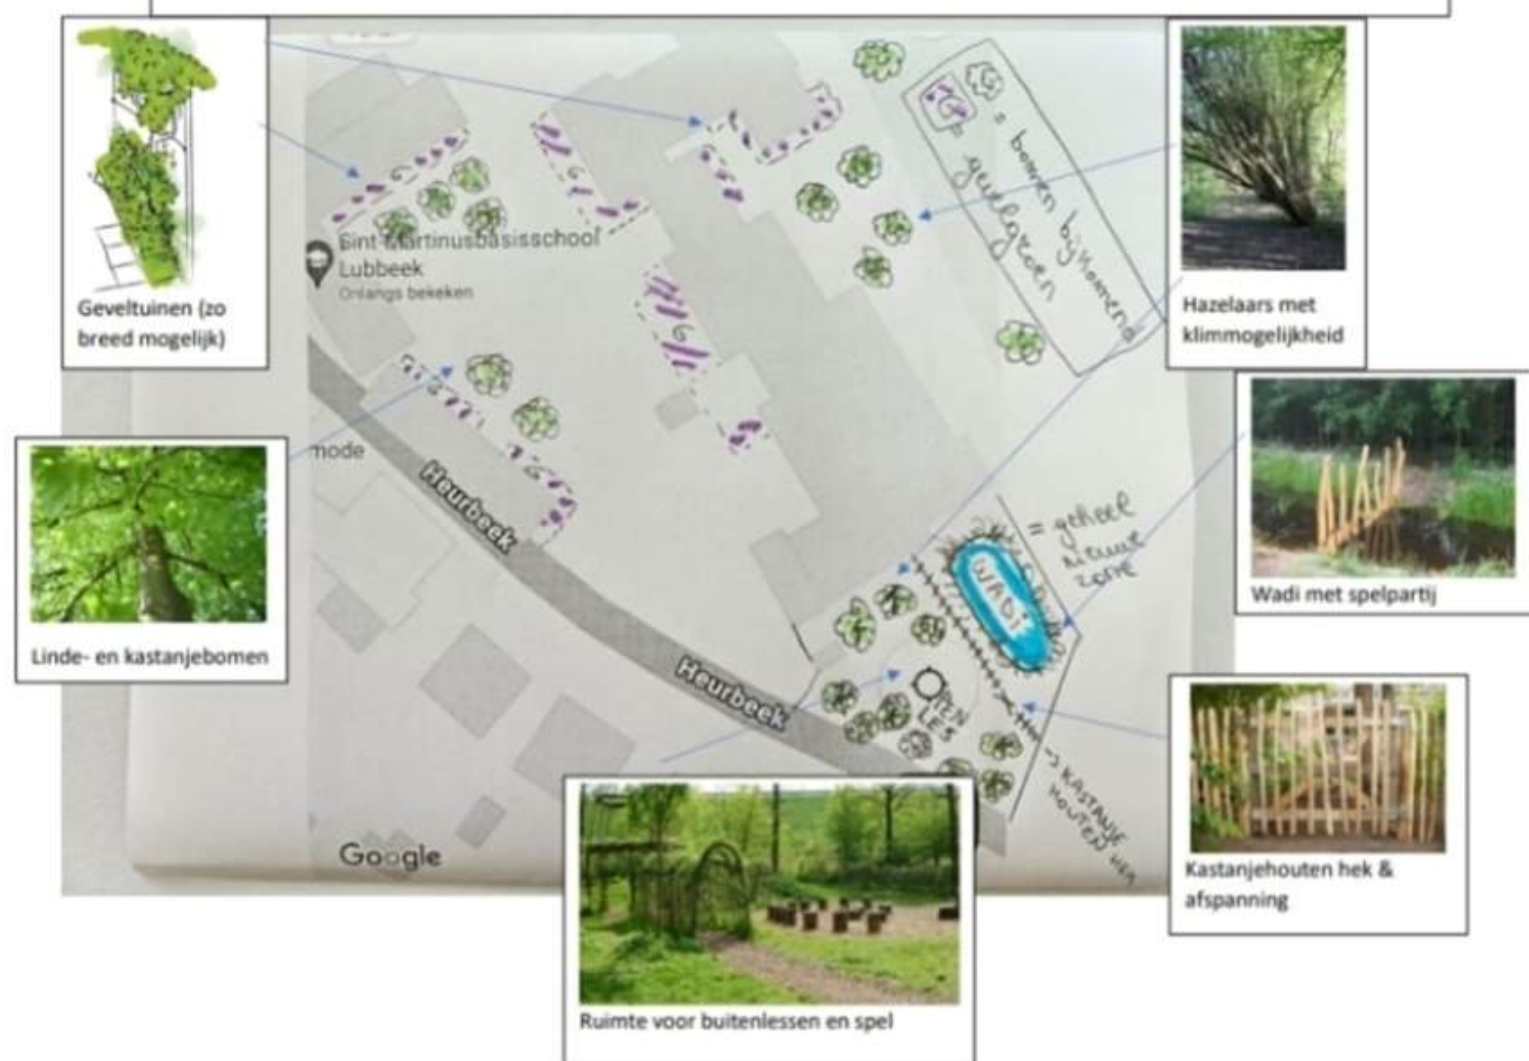 Geveltuinen (zo
breed mogelijk)
G = bomen bijkomend
G = gevelgroen
Hazelaars met
klimmogelijkheid
G
G
G
G
G
Sint-Martinusbasisschool
Lubbeek
Onlangs bekeken
mode
Heurbeek
Heurbeek
Linde- en kastanjebomen
WADI
= geheel
nieuwe
zone
Wadi met spelpartij
OPEN
LES
-> KASTANJE
HOUTEN HEK
Kastanjehouten hek &
afspanning
Google
Ruimte voor buitenlessen en spel